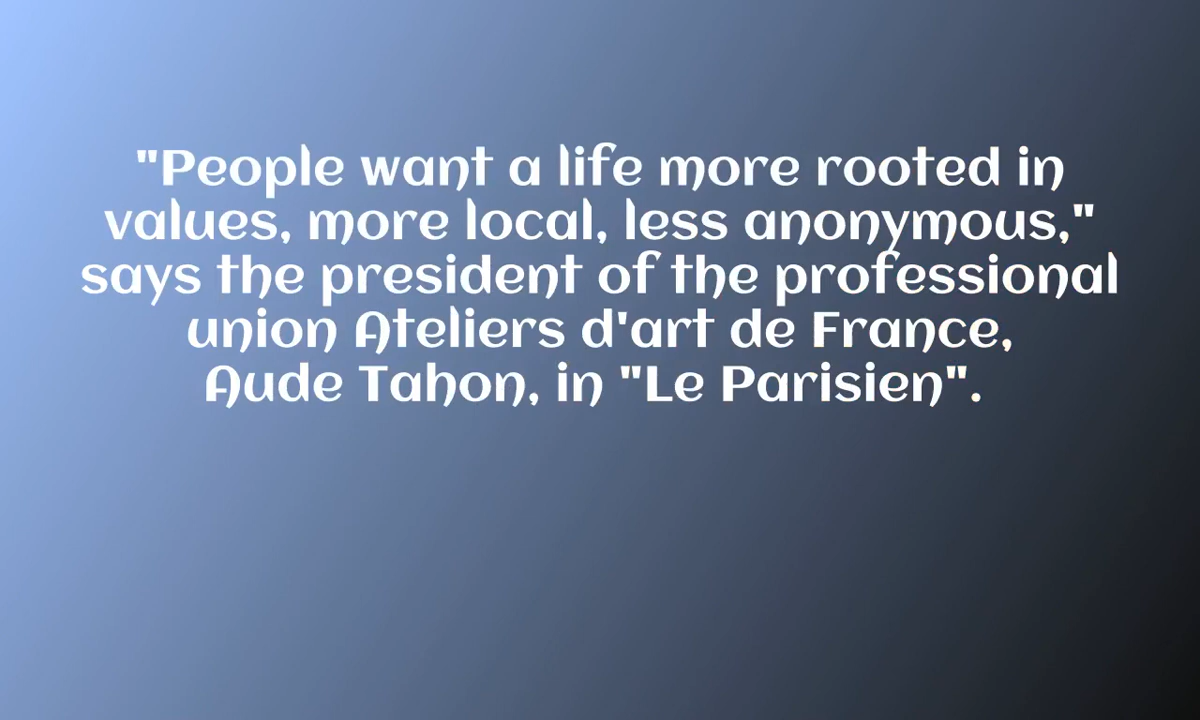 "People want a life more rooted in
values, more local, less anonymous,"
says the president of the professional
union Ateliers d'art de France,
Aude Tahon, in "Le Parisien".